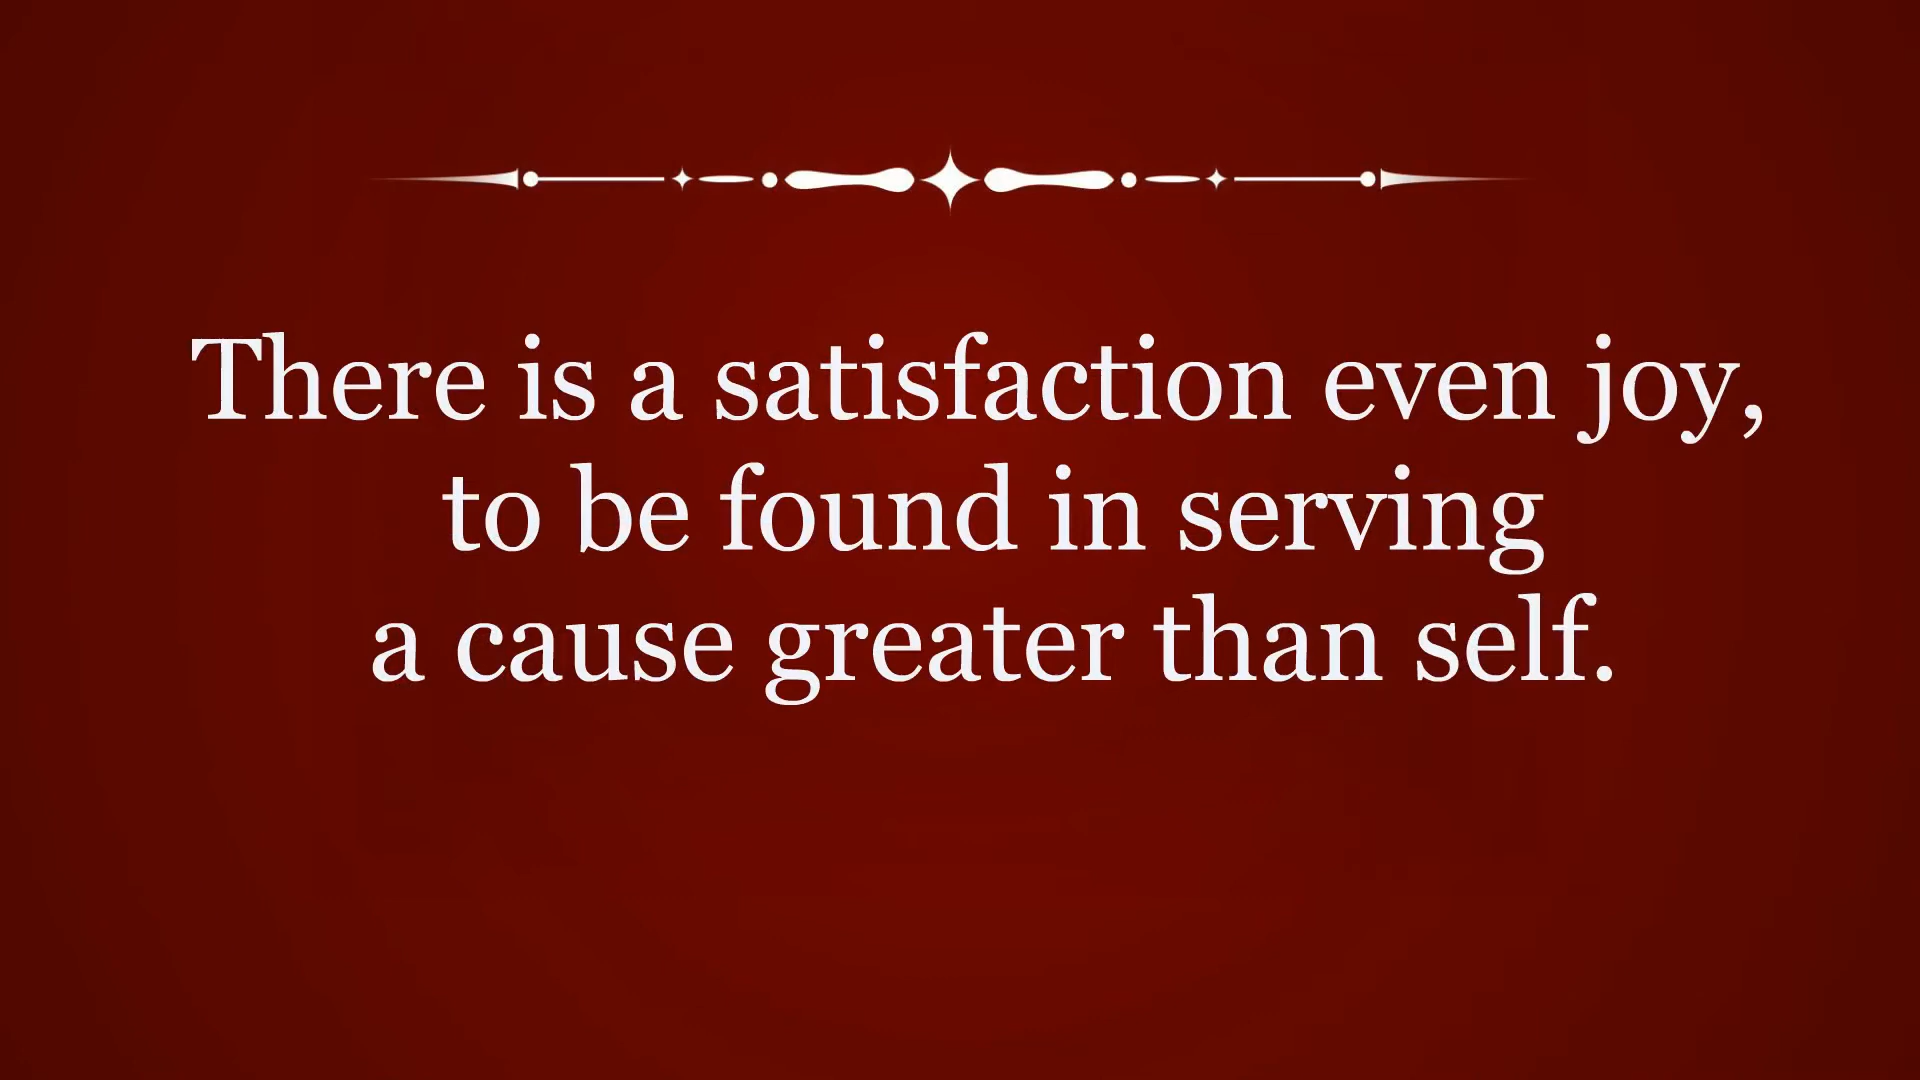 There is a satisfaction even joy,
to be found in serving
a cause greater than self.